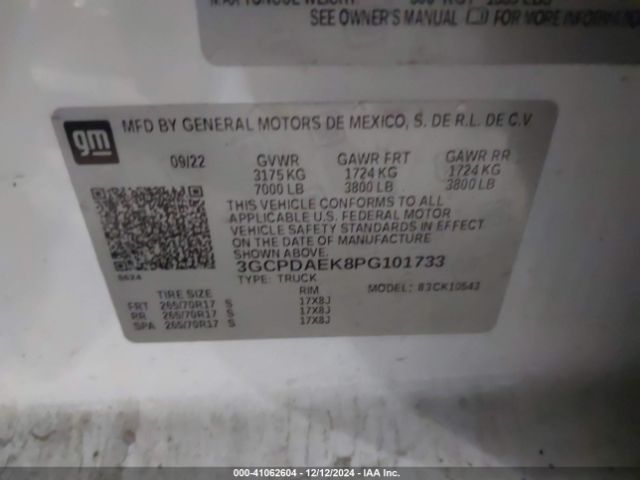 SEE OWNER'S MANUAL FOR MORE INFORMATION
gm
MFD BY GENERAL MOTORS DE MEXICO, S. DE R.L. DE C.V
09/22 GVWR GAWR FRT GAWR RR
3175 KG 1724 KG 1724 KG
7000 LB 3800 LB 3800 LB
THIS VEHICLE CONFORMS TO ALL
APPLICABLE U.S. FEDERAL MOTOR
VEHICLE SAFETY STANDARDS IN EFFECT
ON THE DATE OF MANUFACTURE
SHOWN ABOVE
3GCPDAEK8PG101733
TYPE: TRUCK MODEL: 83CK10543
TIRE SIZE RIM
FRT 265/70R17 S 17X8J
RR 265/70R17 S 17X8J
SPA 265/70R17 S 17X8J
000-41062604 - 12/12/2024 - IAA Inc.